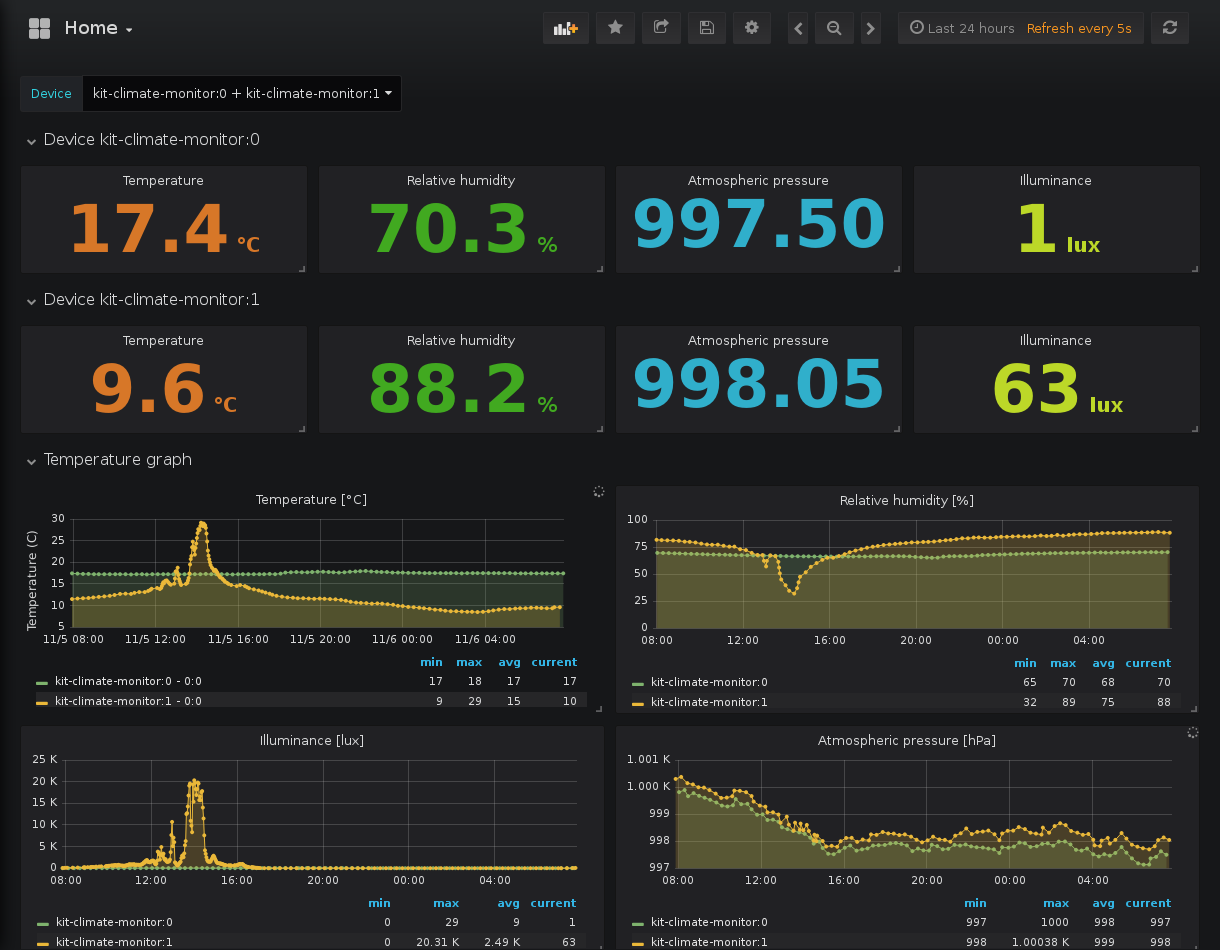 Home
Last 24 hours Refresh every 5s
Device kit-climate-monitor:0 + kit-climate-monitor:1
Device kit-climate-monitor:0
Temperature Relative humidity Atmospheric pressure Illuminance
17.4 °C 70.3 % 997.50 1 lux
Device kit-climate-monitor:1
Temperature Relative humidity Atmospheric pressure Illuminance
9.6 °C 88.2 % 998.05 63 lux
Temperature graph
Temperature [°C]
Temperature (C)
30
25
20
15
10
5
11/5 08:00 11/5 12:00 11/5 16:00 11/5 20:00 11/6 00:00 11/6 04:00
min max avg current
kit-climate-monitor:0 - 0:0 17 18 17 17
kit-climate-monitor:1 - 0:0 9 29 15 10
Relative humidity [%]
100
75
50
25
0
08:00 12:00 16:00 20:00 00:00 04:00
min max avg current
kit-climate-monitor:0 65 70 68 70
kit-climate-monitor:1 32 89 75 88
Illuminance [lux]
25 K
20 K
15 K
10 K
5 K
0
08:00 12:00 16:00 20:00 00:00 04:00
min max avg current
kit-climate-monitor:0 0 29 9 1
kit-climate-monitor:1 0 20.31 K 2.49 K 63
Atmospheric pressure [hPa]
1.001 K
1.000 K
999
998
997
08:00 12:00 16:00 20:00 00:00 04:00
min max avg current
kit-climate-monitor:0 997 1000 998 997
kit-climate-monitor:1 998 1.00038 K 999 998